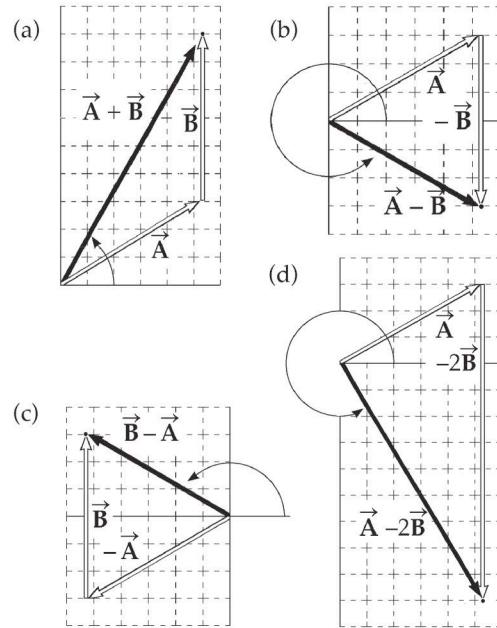 (a)
A⃗ + B⃗
B⃗
A⃗
(b)
A⃗
− B⃗
A⃗ − B⃗
(c)
B⃗ − A⃗
B⃗
− A⃗
(d)
A⃗
−2B⃗
A⃗ −2B⃗